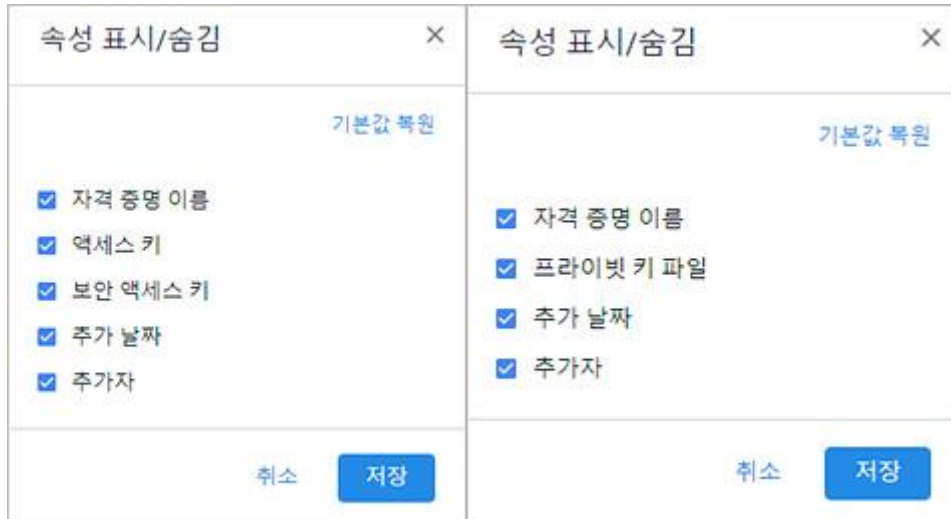 속성 표시/숨김
기본값 복원
자격 증명 이름
액세스 키
보안 액세스 키
추가 날짜
추가자
취소
저장
속성 표시/숨김
기본값 복원
자격 증명 이름
프라이빗 키 파일
추가 날짜
추가자
취소
저장